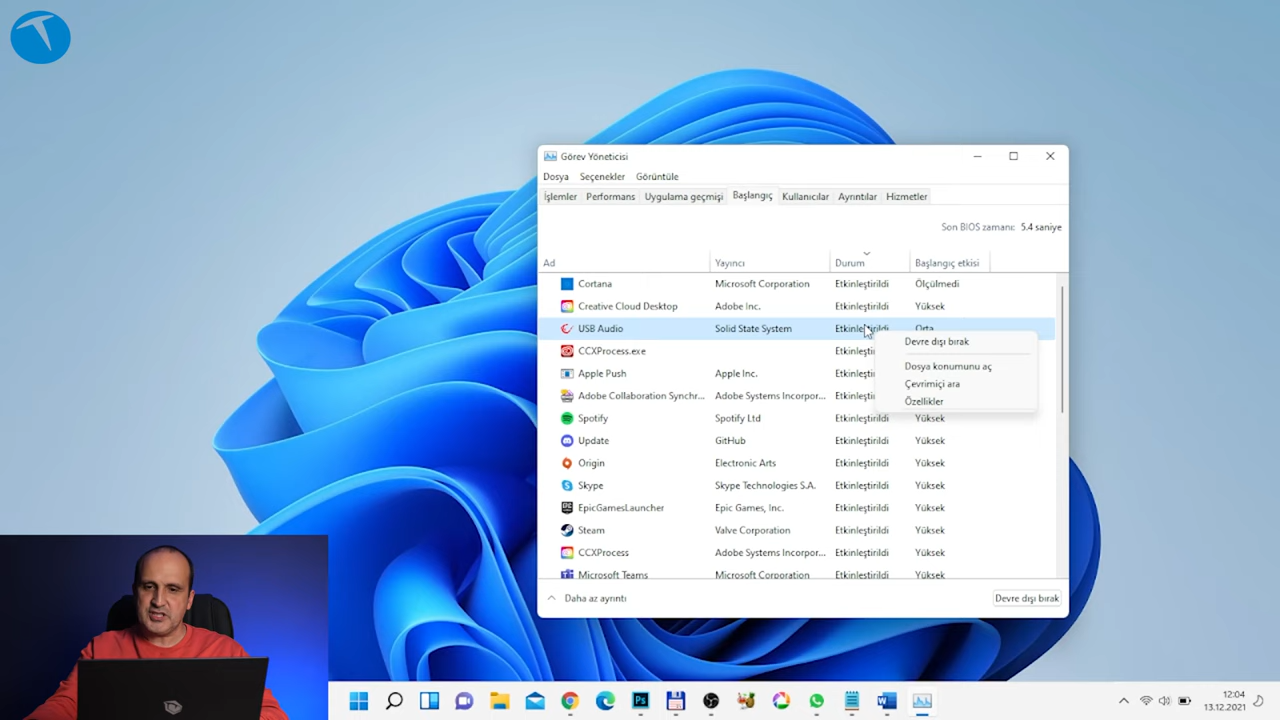 Görev Yöneticisi
Dosya Seçenekler Görüntüle
İşlemler Performans Uygulama geçmişi Başlangıç Kullanıcılar Ayrıntılar Hizmetler
Son BIOS zamanı: 5.4 saniye
Ad Yayıncı Durum Başlangıç etkisi
Cortana Microsoft Corporation Etkinleştirildi Ölçülmedi
Creative Cloud Desktop Adobe Inc. Etkinleştirildi Yüksek
USB Audio Solid State System Etkinleştirildi Orta
Devre dışı bırak
CCXProcess.exe Etkinleşti
Dosya konumunu aç
Apple Push Apple Inc. Etkinleşti
Çevrimiçi ara
Adobe Collaboration Synchr... Adobe Systems Incorpor... Etkinleşti
Özellikler
Spotify Spotify Ltd Etkinleştirildi Yüksek
Update GitHub Etkinleştirildi Yüksek
Origin Electronic Arts Etkinleştirildi Yüksek
Skype Skype Technologies S.A. Etkinleştirildi Yüksek
EpicGamesLauncher Epic Games, Inc. Etkinleştirildi Yüksek
Steam Valve Corporation Etkinleştirildi Yüksek
CCXProcess Adobe Systems Incorpor... Etkinleştirildi Yüksek
Microsoft Teams Microsoft Corporation Etkinleştirildi Yüksek
Daha az ayrıntı Devre dışı bırak
Ps W
12:04
13.12.2021